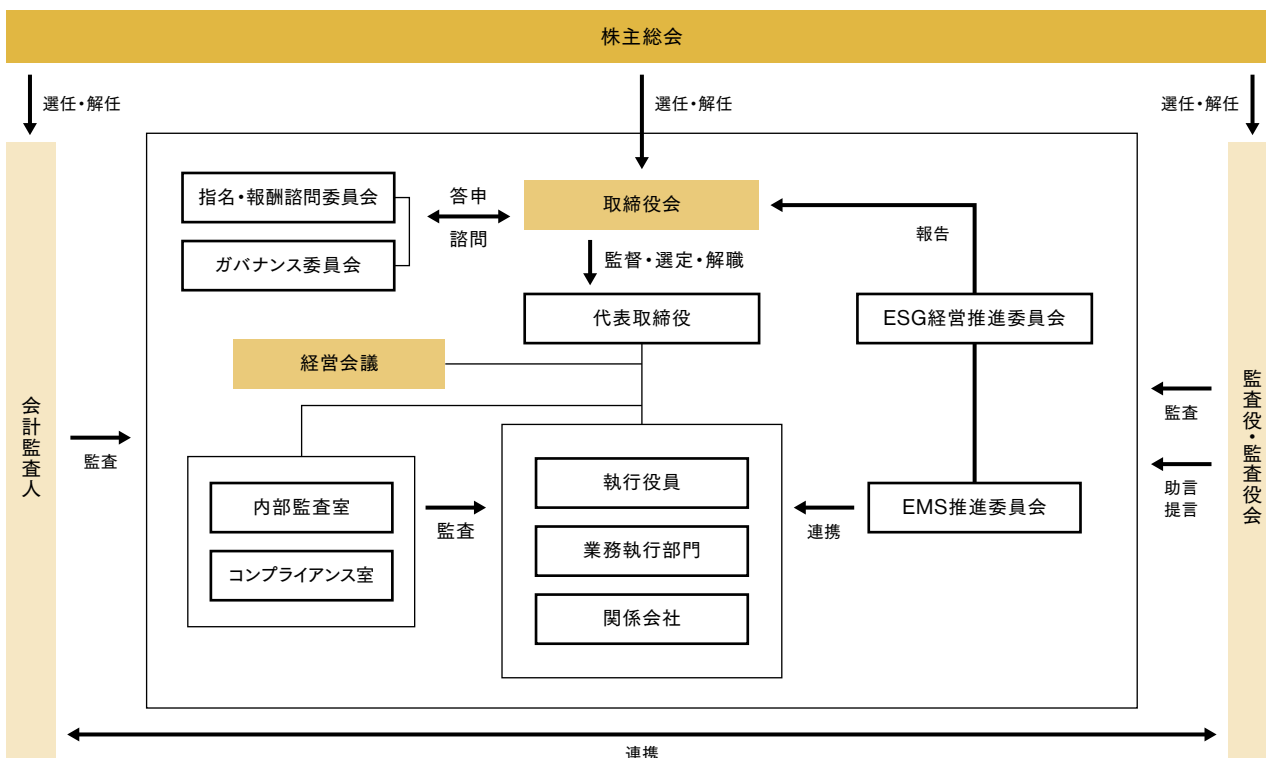 株主総会
選任・解任
選任・解任
選任・解任
指名・報酬諮問委員会
ガバナンス委員会
答申
諮問
取締役会
報告
監督・選定・解職
代表取締役
ESG経営推進委員会
経営会議
会計監査人
監査
監査役・監査役会
監査
助言
提言
内部監査室
コンプライアンス室
監査
執行役員
業務執行部門
関係会社
連携
EMS推進委員会
連携